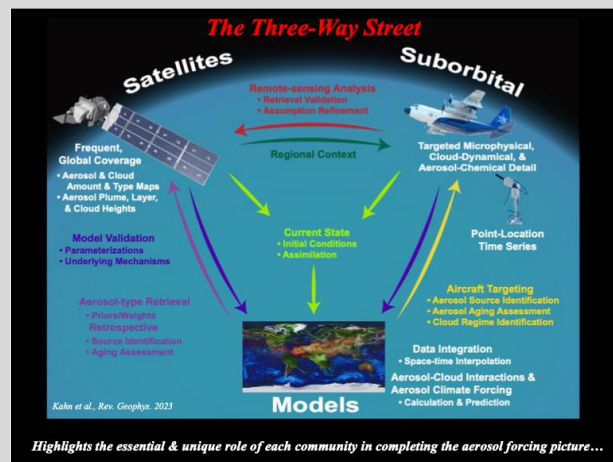 The Three-Way Street
Satellites
Suborbital
Remote-sensing Analysis
• Retrieval Validation
• Assumption Refinement
Regional Context
Frequent,
Global Coverage
• Aerosol & Cloud
Amount & Type Maps
• Aerosol Plume, Layer,
& Cloud Heights
Targeted Microphysical,
Cloud-Dynamical, &
Aerosol-Chemical Detail
Point-Location
Time Series
Current State
• Initial Conditions
• Assimilation
Model Validation
• Parameterizations
• Underlying Mechanisms
Aerosol-type Retrieval
• Priors/Weights
Retrospective
• Source Identification
• Aging Assessment
Aircraft Targeting
• Aerosol Source Identification
• Aerosol Aging Assessment
• Cloud Regime Identification
Data Integration
• Space-time Interpolation
Aerosol-Cloud Interactions &
Aerosol Climate Forcing
• Calculation & Prediction
Models
Kahn et al., Rev. Geophys. 2023
Highlights the essential & unique role of each community in completing the aerosol forcing picture…